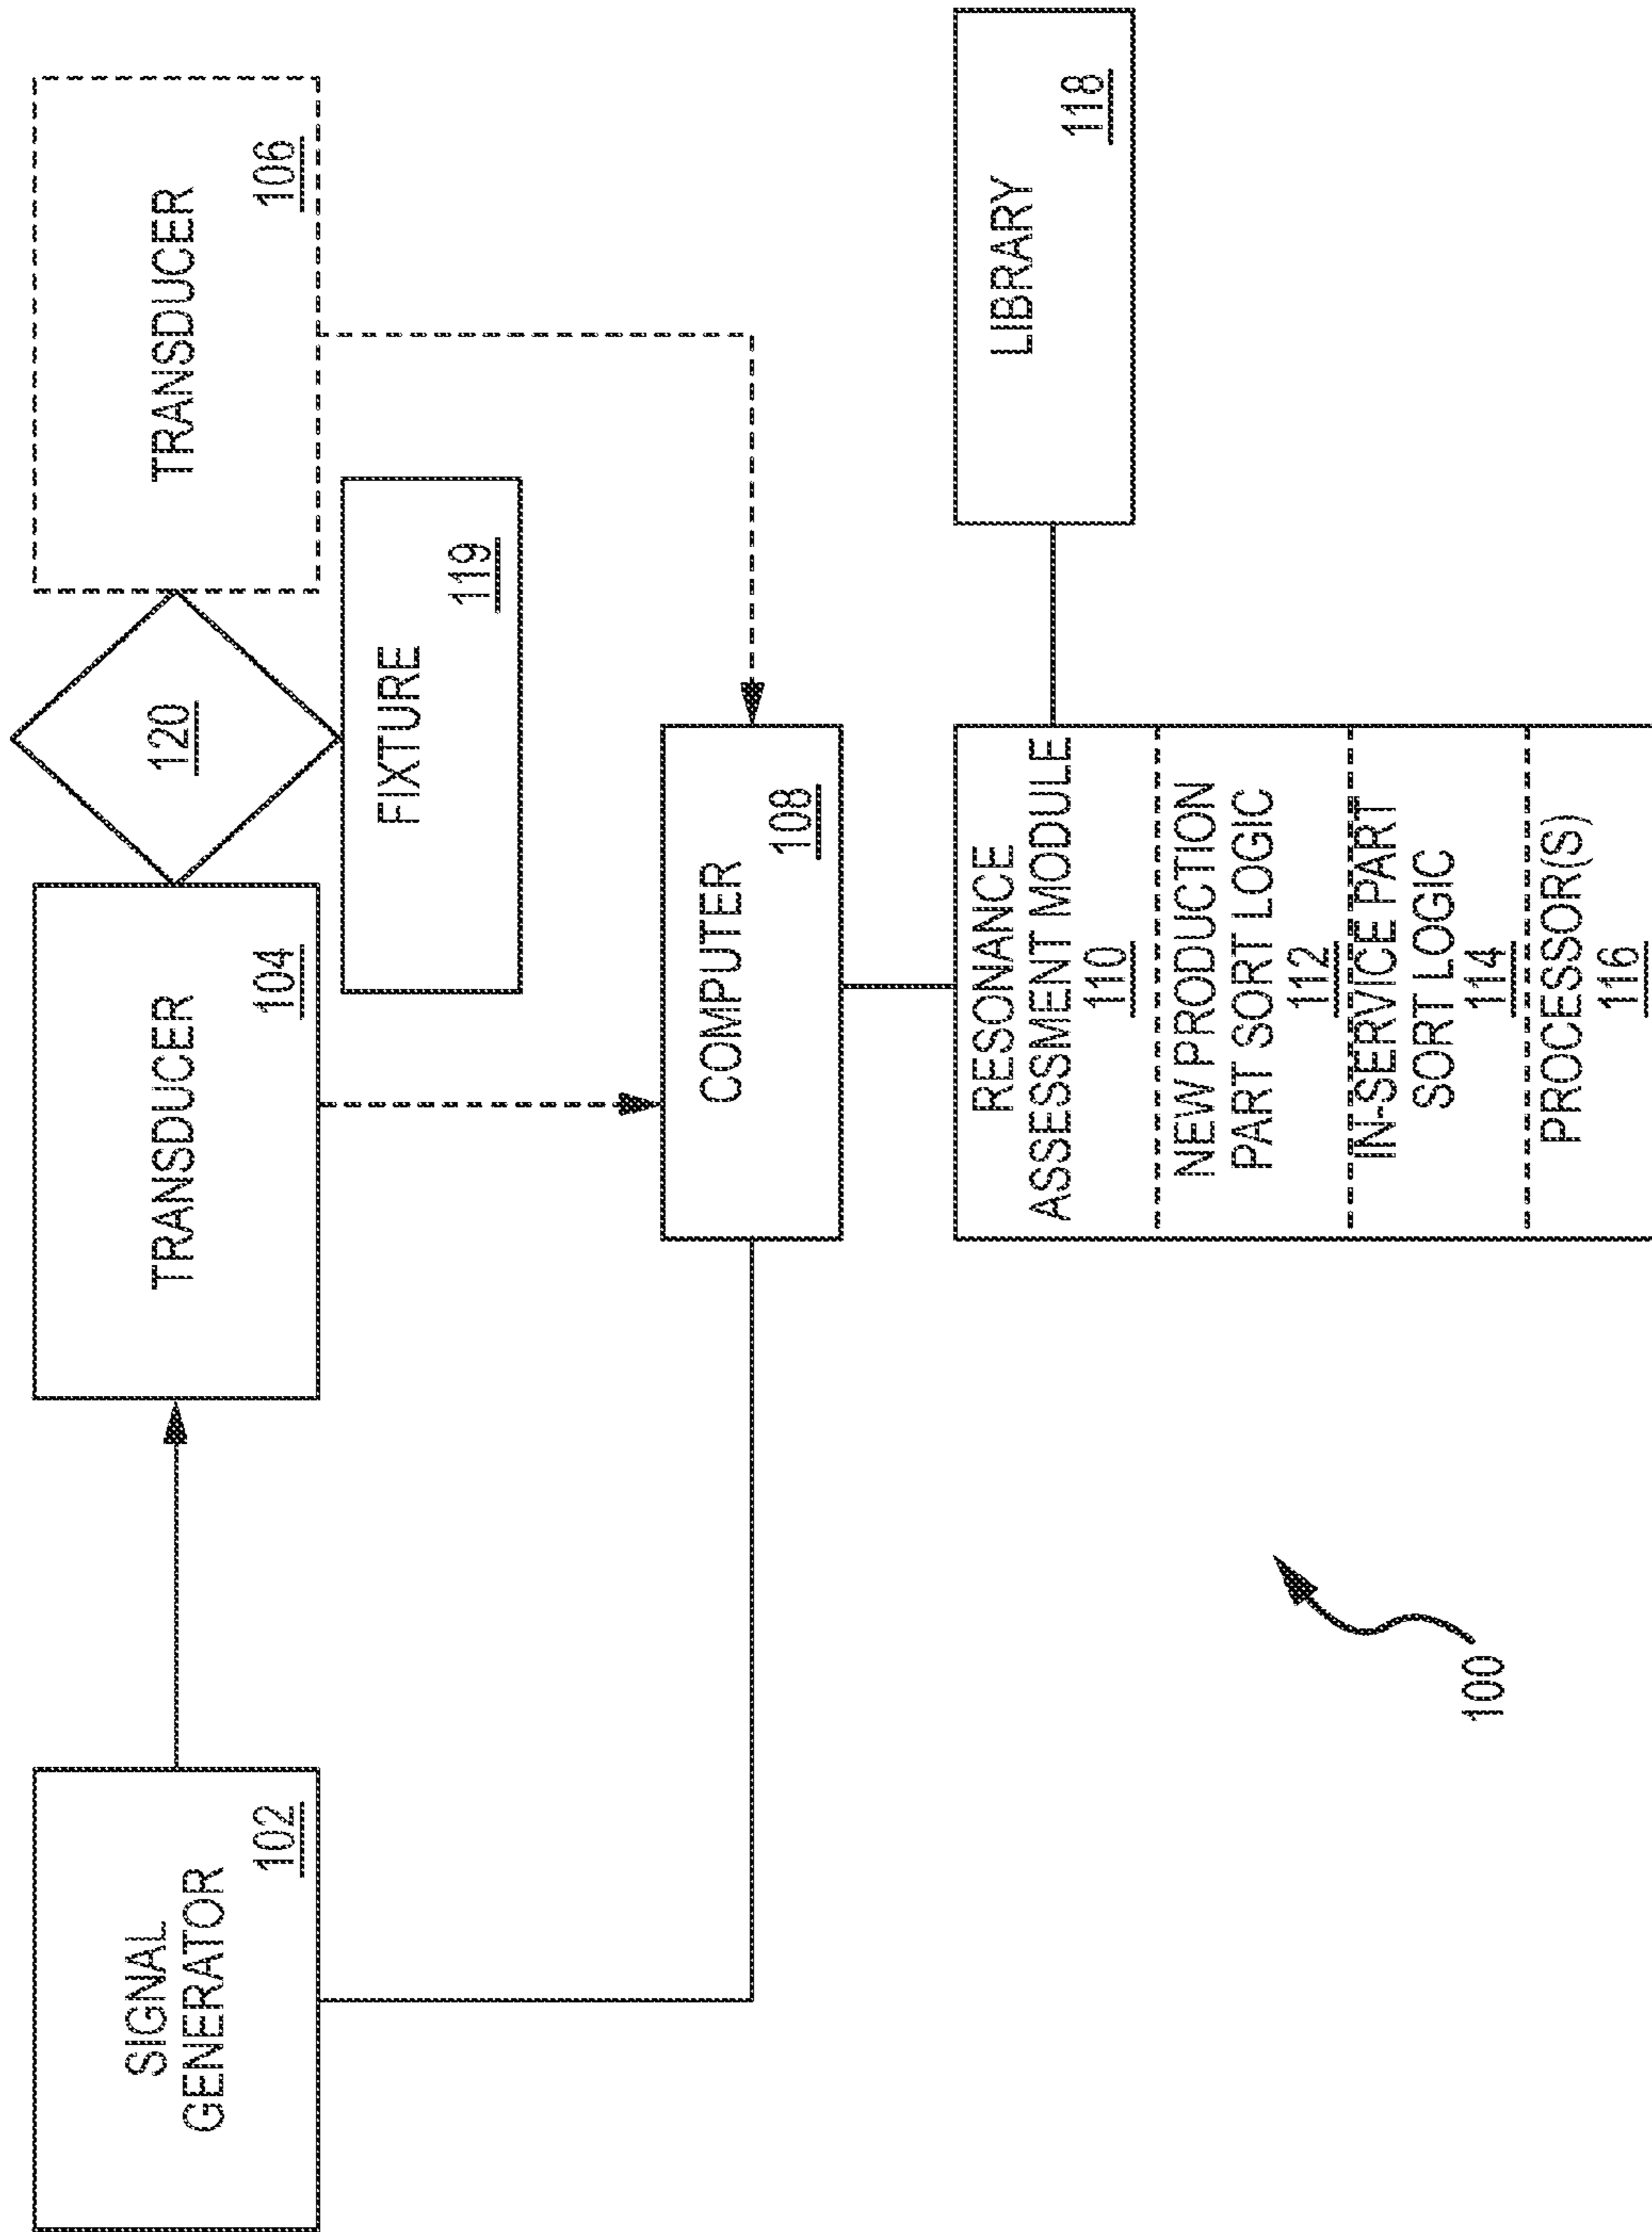 SIGNAL
GENERATOR
102
TRANSDUCER
104
120
TRANSDUCER
106
FIXTURE
119
COMPUTER
108
RESONANCE
ASSESSMENT MODULE
110
NEW PRODUCTION
PART SORT LOGIC
112
IN-SERVICE PART
SORT LOGIC
114
PROCESSOR(S)
116
LIBRARY
118
100